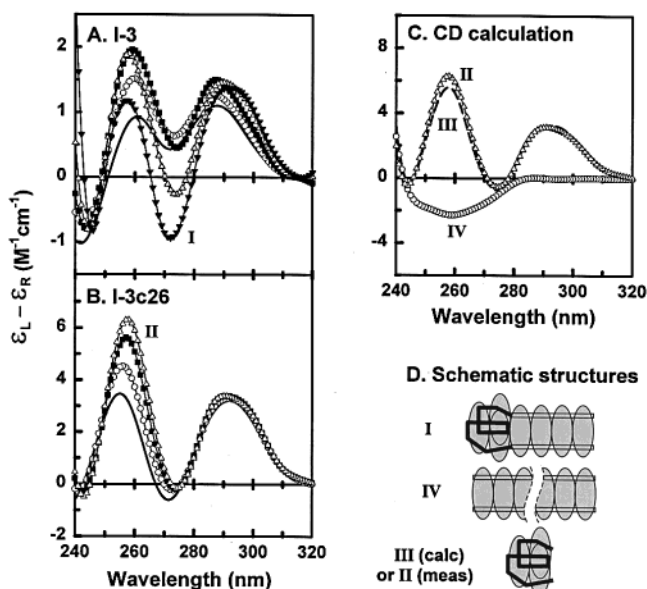 A. I-3
2
1
0
-1
I
ε_L – ε_R (M⁻¹cm⁻¹)
B. I-3c26
II
6
4
2
0
-2
240 260 280 300 320
Wavelength (nm)
C. CD calculation
8
4
0
-4
II
III
IV
240 260 280 300 320
Wavelength (nm)
D. Schematic structures
I
IV
III (calc)
or II (meas)